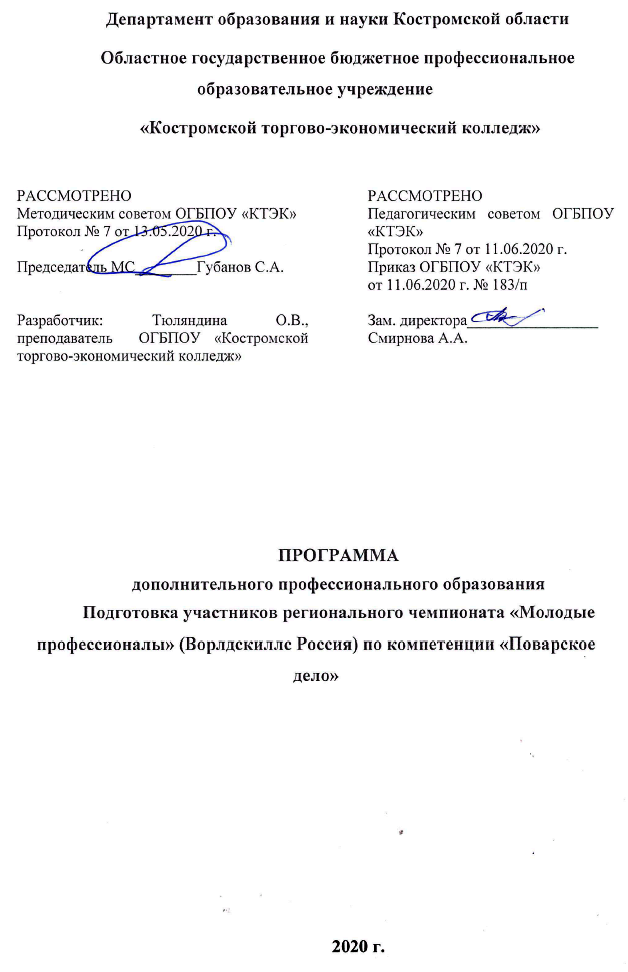 Департамент образования и науки Костромской области
Областное государственное бюджетное профессиональное
образовательное учреждение
«Костромской торгово-экономический колледж»
РАССМОТРЕНО
Методическим советом ОГБПОУ «КТЭК»
Протокол № 7 от 13.05.2020 г.
Председатель МС________Губанов С.А.
Разработчик: Тюляндина О.В.,
преподаватель ОГБПОУ «Костромской
торгово-экономический колледж»
РАССМОТРЕНО
Педагогическим советом ОГБПОУ
«КТЭК»
Протокол № 7 от 11.06.2020 г.
Приказ ОГБПОУ «КТЭК»
от 11.06.2020 г. № 183/п
Зам. директора_________________
Смирнова А.А.
ПРОГРАММА
дополнительного профессионального образования
Подготовка участников регионального чемпионата «Молодые
профессионалы» (Ворлдскиллс Россия) по компетенции «Поварское
дело»
2020 г.